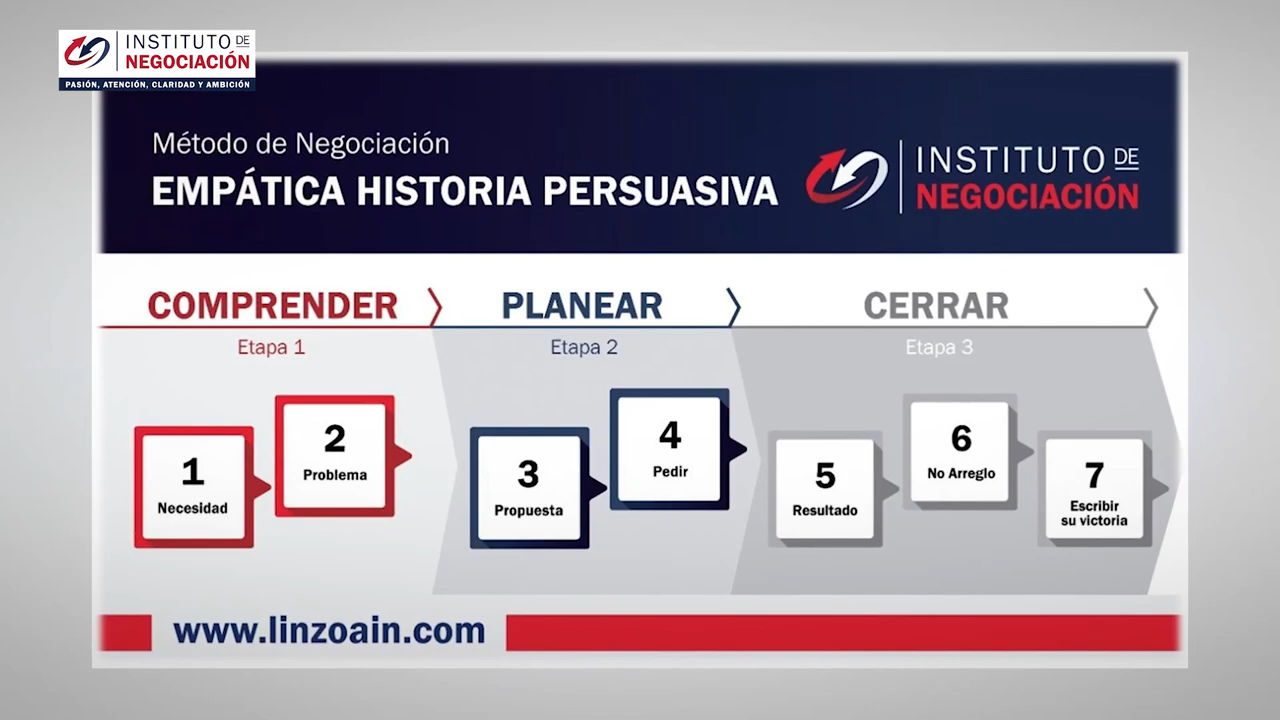 INSTITUTO DE
NEGOCIACIÓN
PASIÓN, ATENCIÓN, CLARIDAD Y AMBICIÓN
Método de Negociación
EMPÁTICA HISTORIA PERSUASIVA
INSTITUTO DE
NEGOCIACIÓN
COMPRENDER
PLANEAR
CERRAR
Etapa 1
Etapa 2
Etapa 3
1
Necesidad
2
Problema
3
Propuesta
4
Pedir
5
Resultado
6
No Arreglo
7
Escribir
su victoria
www.linzoain.com